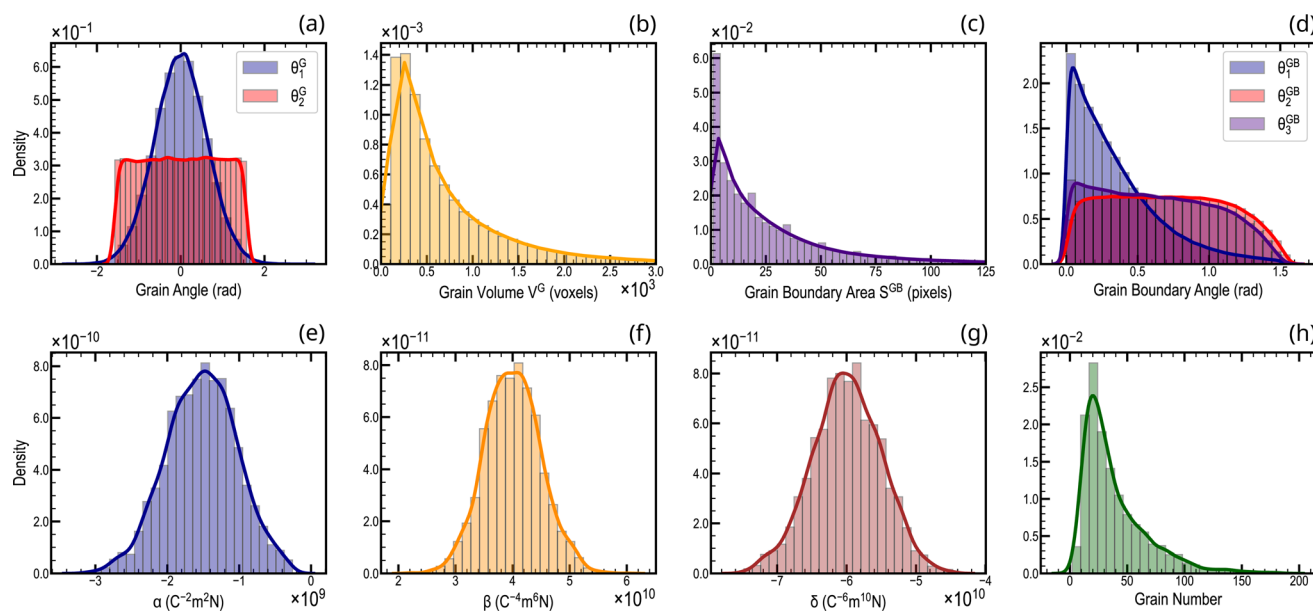 (a)
×10⁻¹
6.0
5.0
4.0
3.0
2.0
1.0
0.0
Density
θ₁ᴳ
θ₂ᴳ
−2 0 2
Grain Angle (rad)
(b)
×10⁻³
1.4
1.2
1.0
0.8
0.6
0.4
0.2
0.0
0.0 0.5 1.0 1.5 2.0 2.5 3.0
Grain Volume Vᴳ (voxels)
×10³
(c)
×10⁻²
6.0
5.0
4.0
3.0
2.0
1.0
0.0
0 25 50 75 100 125
Grain Boundary Area Sᴳᴮ (pixels)
(d)
2.0
1.5
1.0
0.5
0.0
θ₁ᴳᴮ
θ₂ᴳᴮ
θ₃ᴳᴮ
0.0 0.5 1.0 1.5
Grain Boundary Angle (rad)
(e)
×10⁻¹⁰
8.0
6.0
4.0
2.0
0.0
Density
−3 −2 −1 0
α (C⁻²m²N)
×10⁹
(f)
×10⁻¹¹
8.0
6.0
4.0
2.0
0.0
2 3 4 5 6
β (C⁻⁴m⁶N)
×10¹⁰
(g)
×10⁻¹¹
8.0
6.0
4.0
2.0
0.0
−7 −6 −5 −4
δ (C⁻⁶m¹⁰N)
×10¹⁰
(h)
×10⁻²
2.5
2.0
1.5
1.0
0.5
0.0
0 50 100 150 200
Grain Number